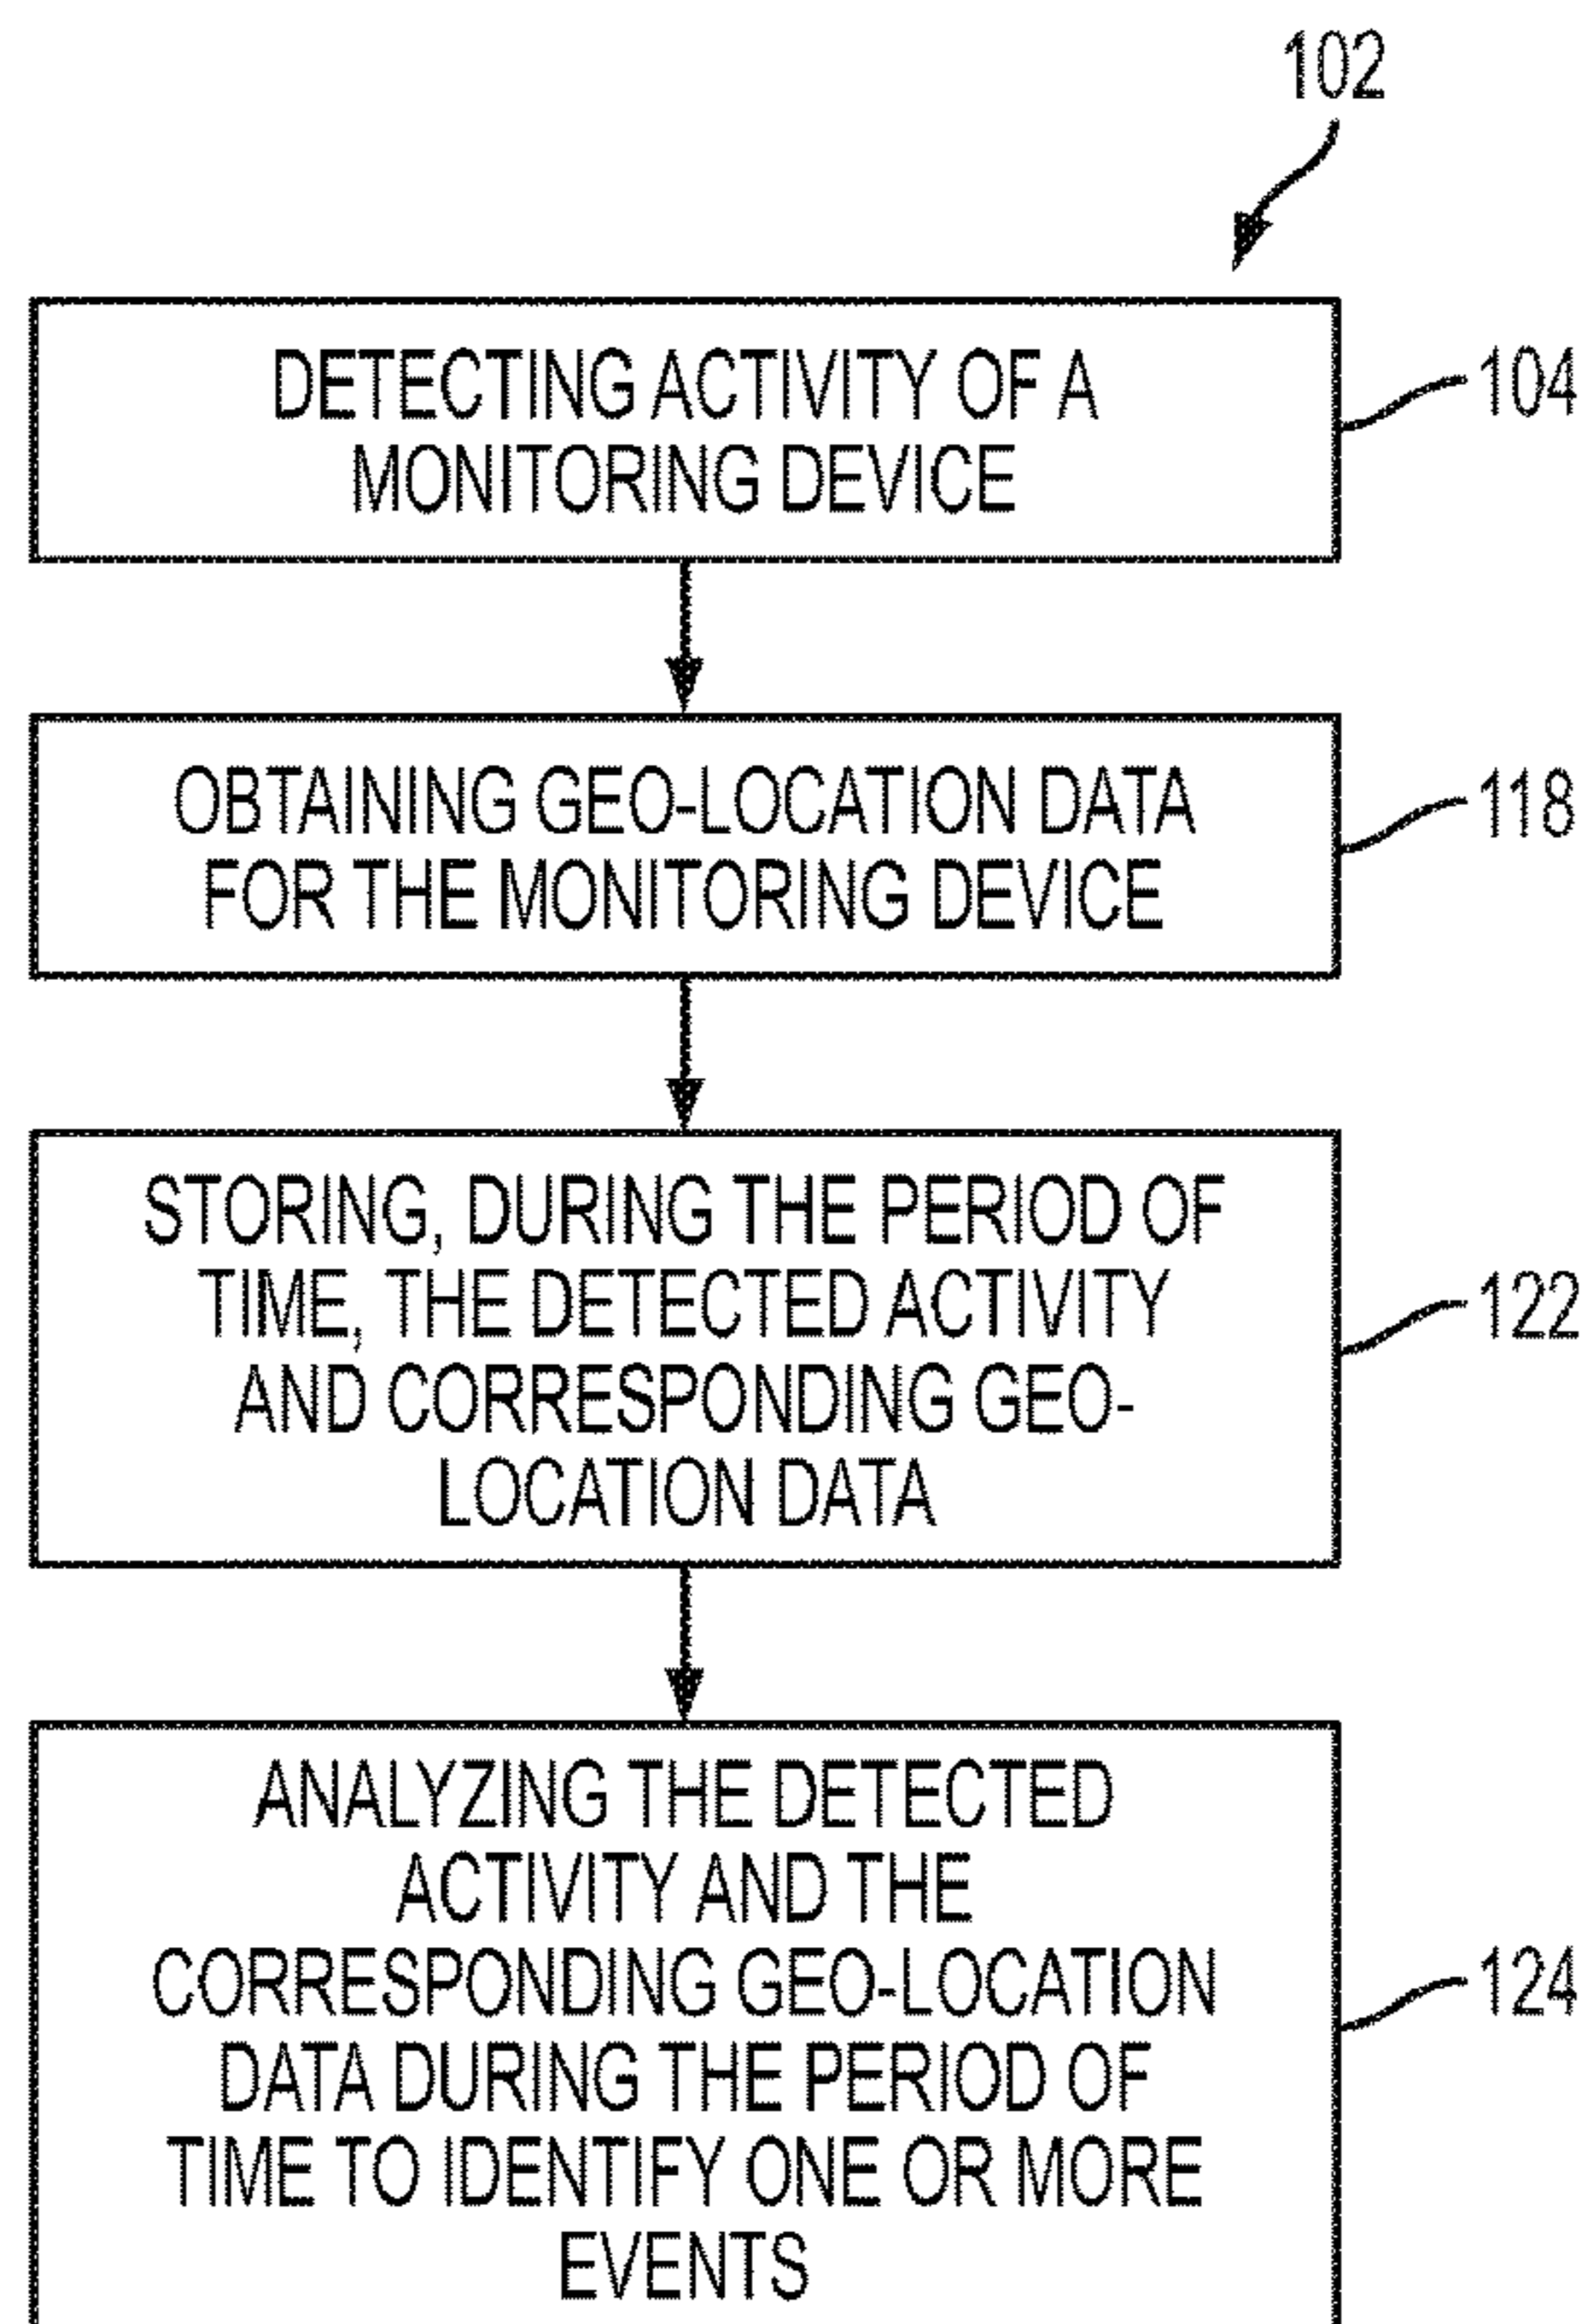 102
DETECTING ACTIVITY OF A
MONITORING DEVICE
104
OBTAINING GEO-LOCATION DATA
FOR THE MONITORING DEVICE
118
STORING, DURING THE PERIOD OF
TIME, THE DETECTED ACTIVITY
AND CORRESPONDING GEO-
LOCATION DATA
122
ANALYZING THE DETECTED
ACTIVITY AND THE
CORRESPONDING GEO-LOCATION
DATA DURING THE PERIOD OF
TIME TO IDENTIFY ONE OR MORE
EVENTS
124